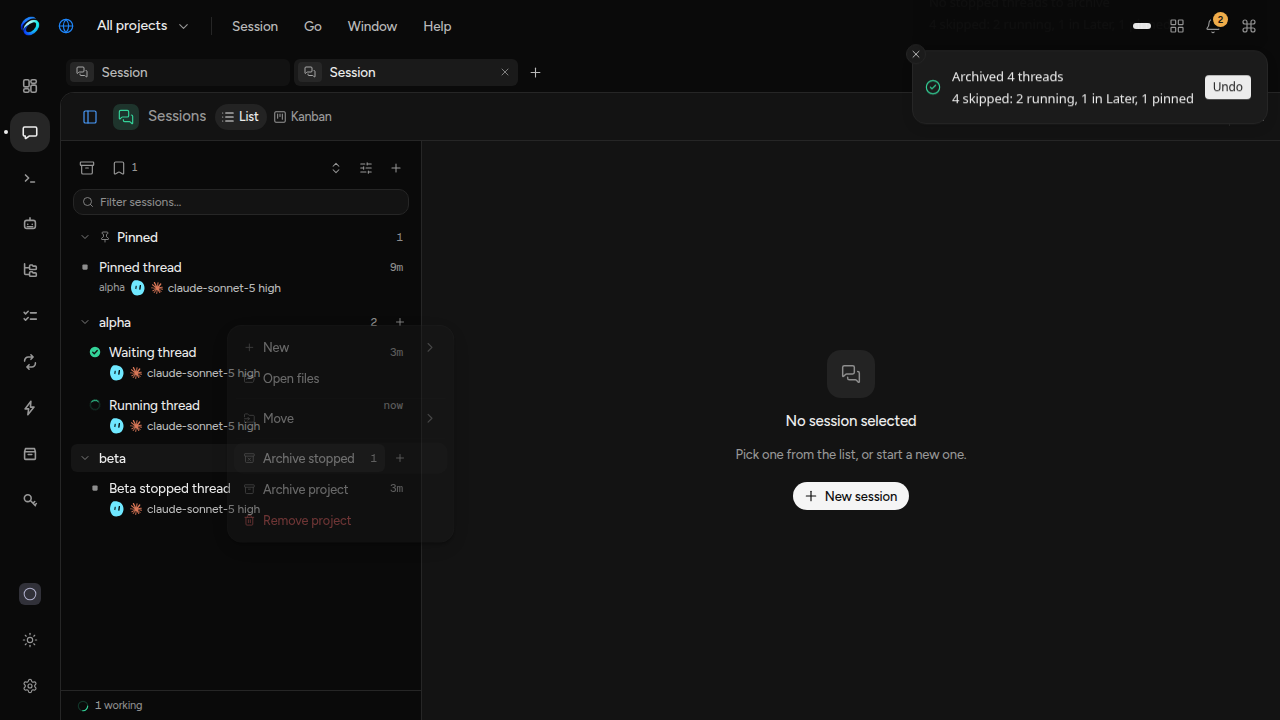 All projects
Session
Go
Window
Help
2
Session
Session
Archived 4 threads
4 skipped: 2 running, 1 in Later, 1 pinned
Undo
Sessions
List
Kanban
1
Filter sessions...
Pinned
1
Pinned thread
9m
alpha
claude-sonnet-5 high
alpha
2
Waiting thread
3m
claude-sonnet-5 high
Running thread
now
claude-sonnet-5 high
beta
Beta stopped thread
3m
claude-sonnet-5 high
New
Open files
Move
Archive stopped
1
Archive project
Remove project
No session selected
Pick one from the list, or start a new one.
New session
1 working